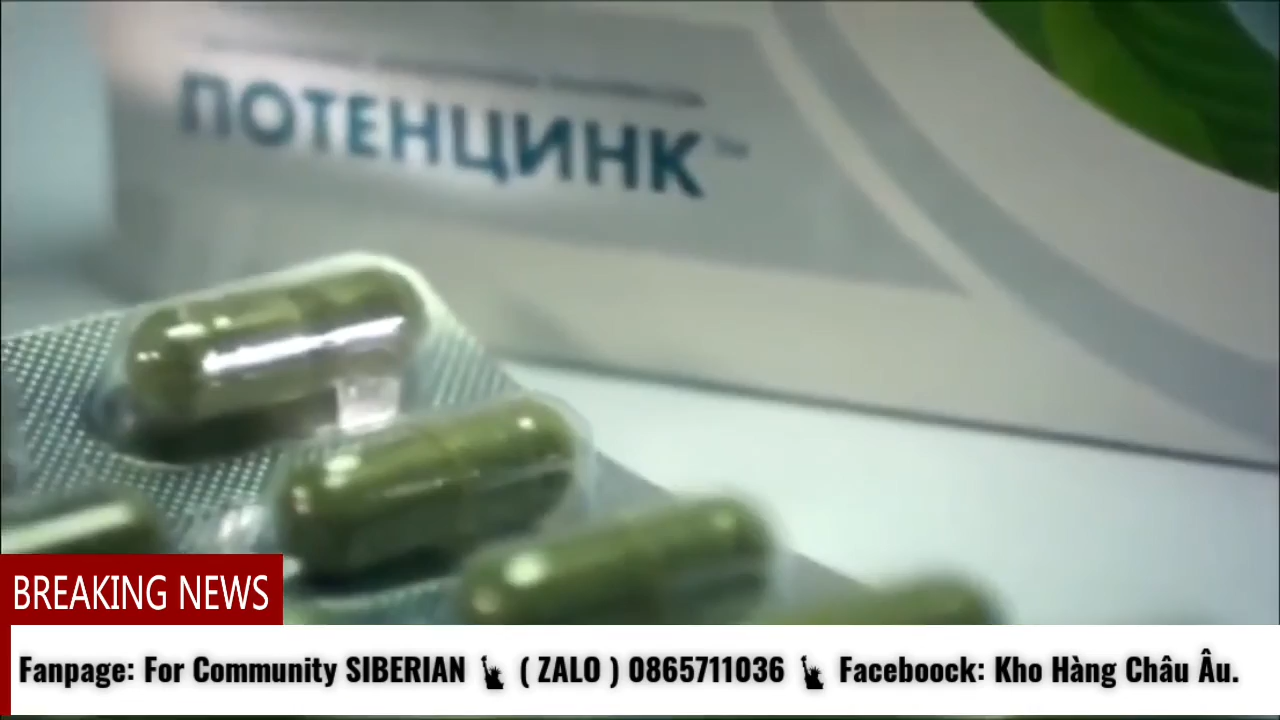 ПОТЕНЦИНК™
BREAKING NEWS
Fanpage: For Community SIBERIAN 🗽 ( ZALO ) 0865711036 🗽 Faceboock: Kho Hàng Châu Âu.